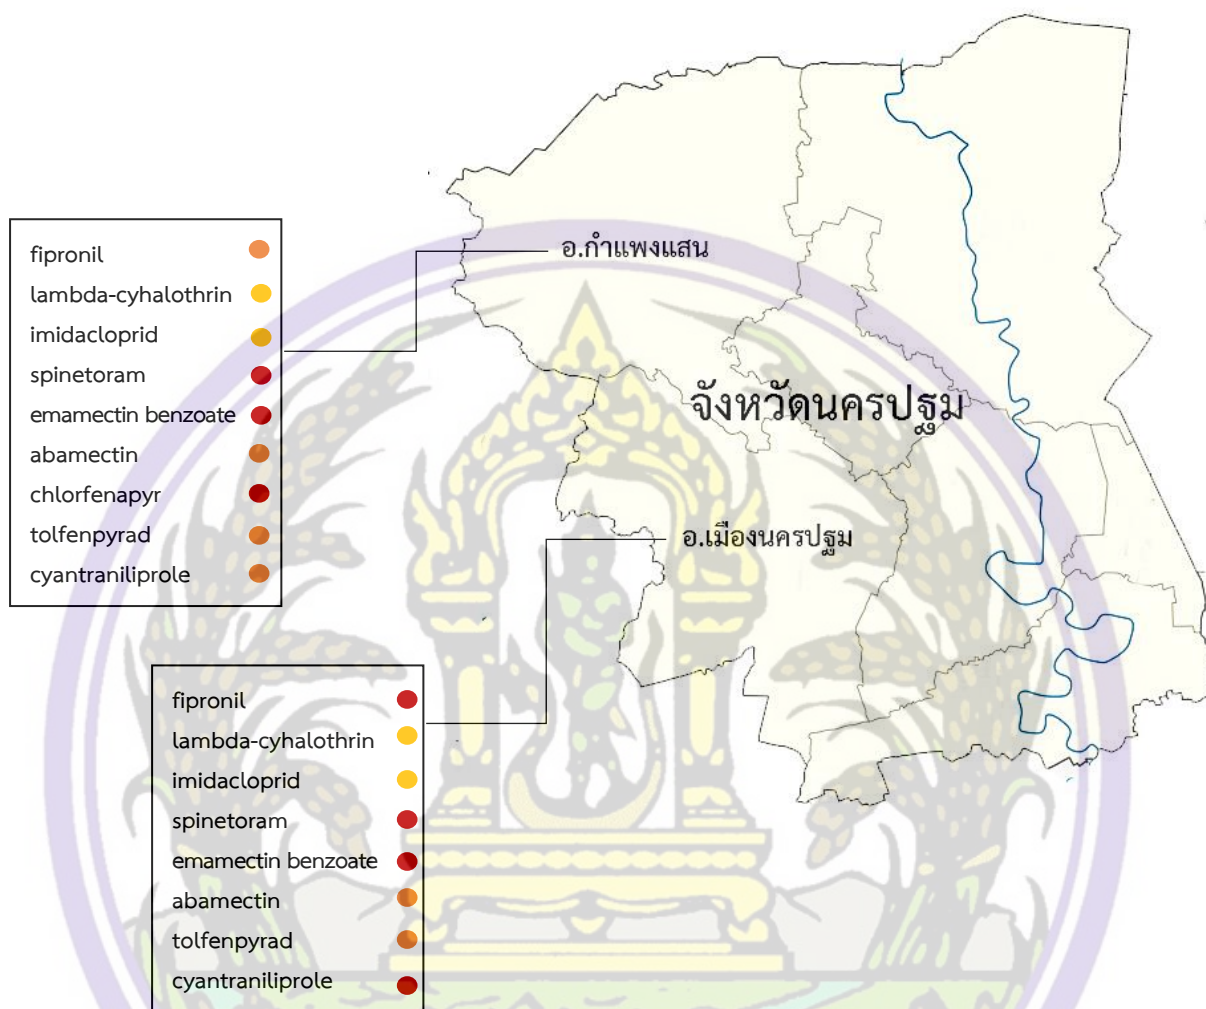 อ.กำแพงแสน
fipronil
lambda-cyhalothrin
imidacloprid
spinetoram
emamectin benzoate
abamectin
chlorfenapyr
tolfenpyrad
cyantraniliprole
จังหวัดนครปฐม
อ.เมืองนครปฐม
fipronil
lambda-cyhalothrin
imidacloprid
spinetoram
emamectin benzoate
abamectin
tolfenpyrad
cyantraniliprole